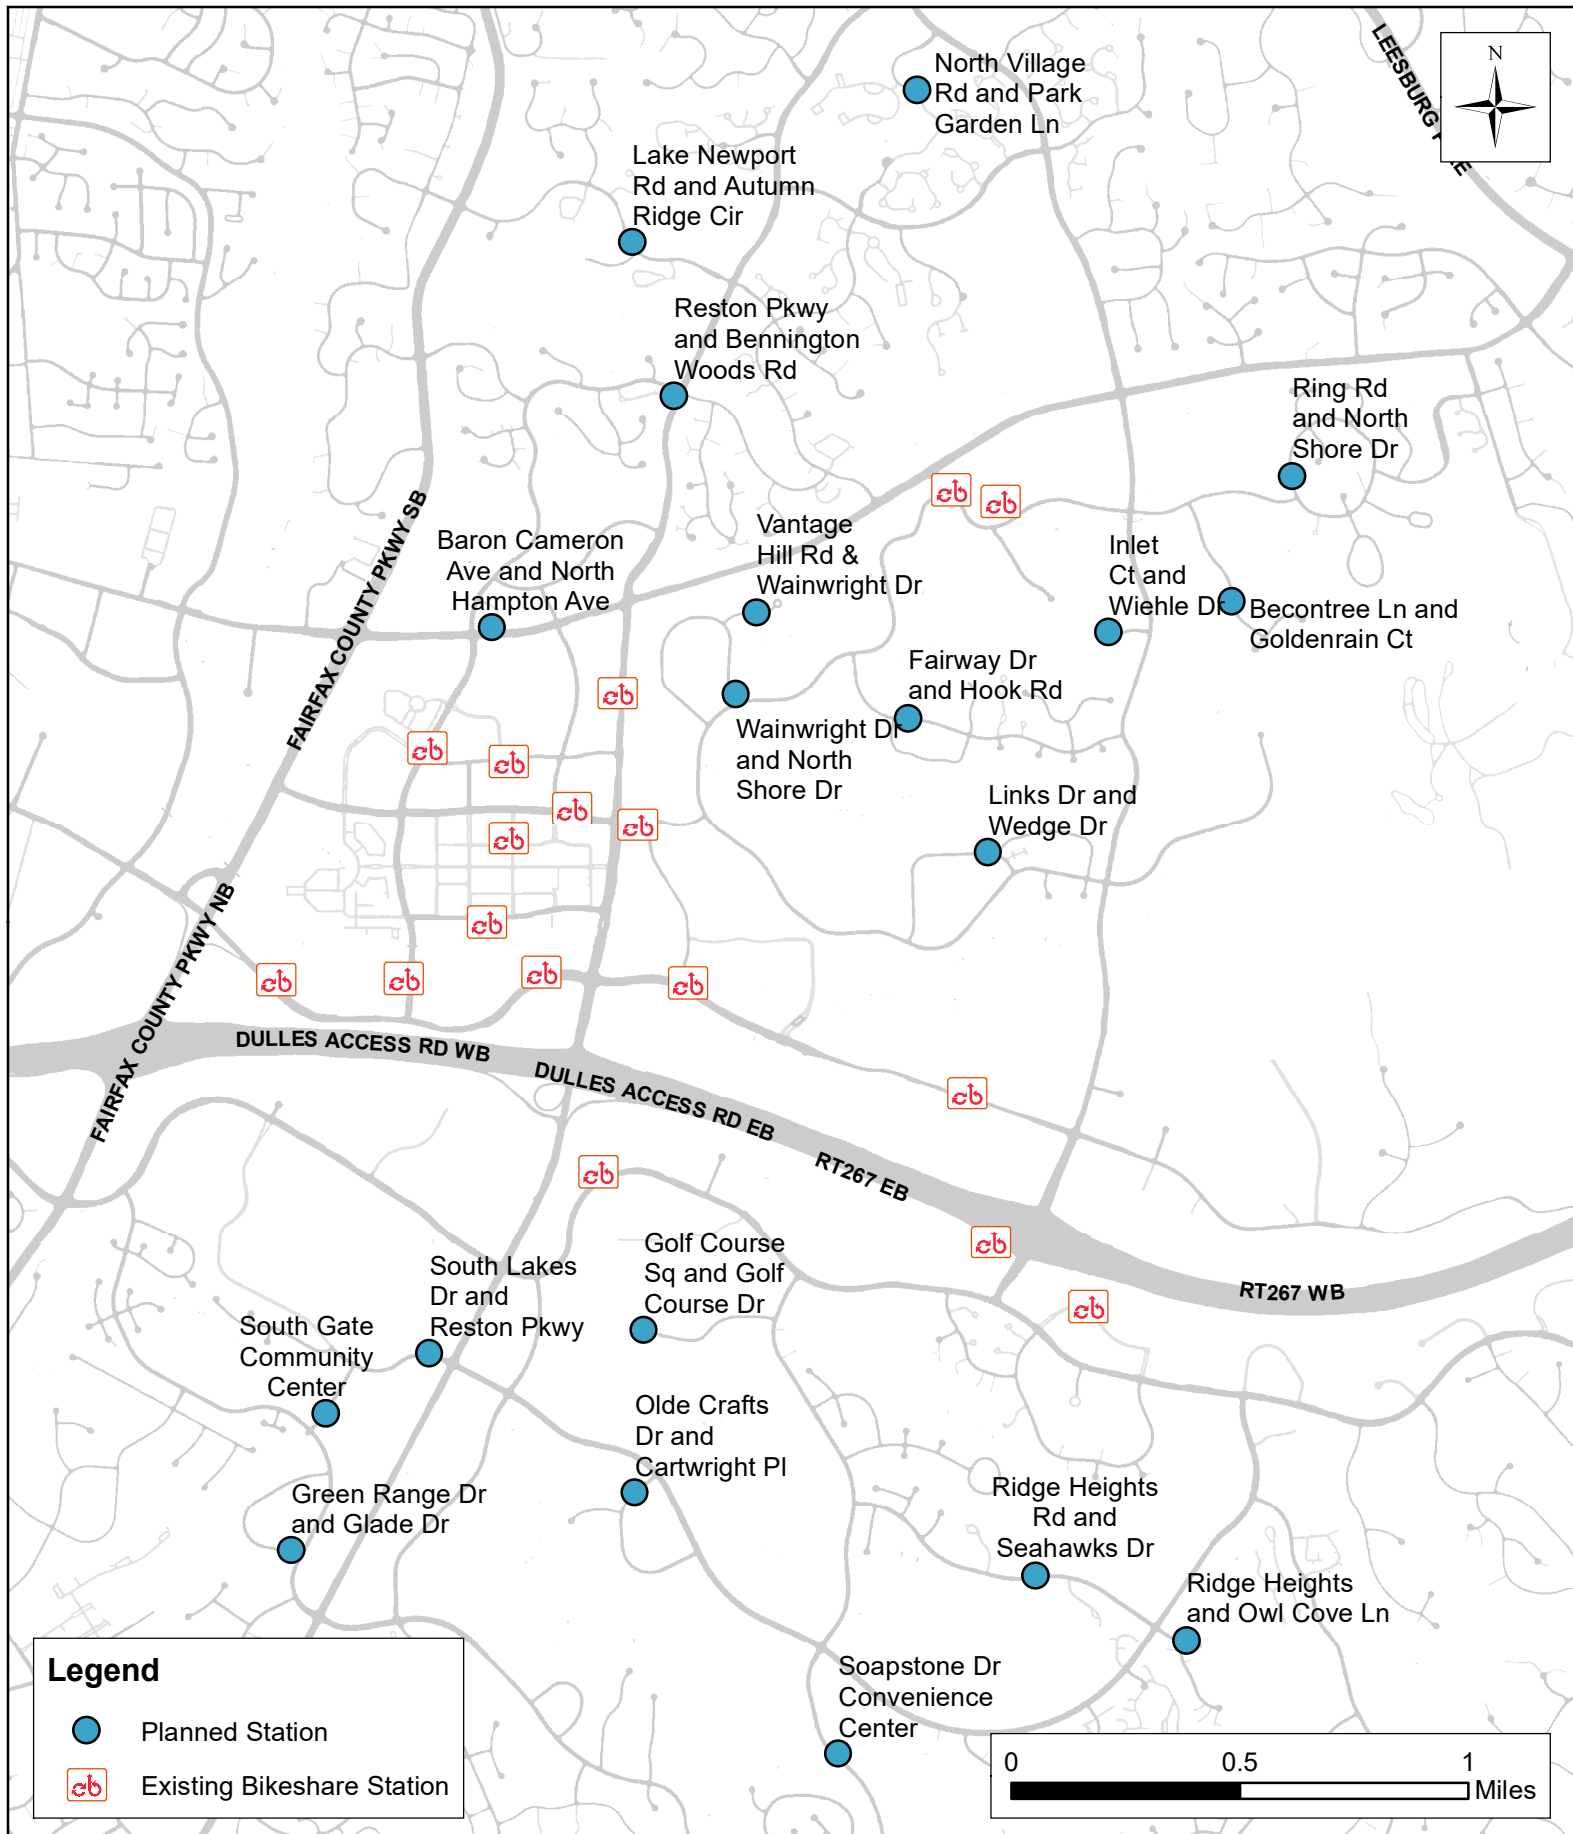 North Village
Rd and Park
Garden Ln
N
Lake Newport
Rd and Autumn
Ridge Cir
Reston Pkwy
and Bennington
Woods Rd
Ring Rd
and North
Shore Dr
FAIRFAX COUNTY PKWY SB
Baron Cameron
Ave and North
Hampton Ave
Vantage
Hill Rd &
Wainwright Dr
Inlet
Ct and
Wiehle Dr
Becontree Ln and
Goldenrain Ct
Fairway Dr
and Hook Rd
Wainwright Dr
and North
Shore Dr
Links Dr and
Wedge Dr
FAIRFAX COUNTY PKWY NB
DULLES ACCESS RD WB
DULLES ACCESS RD EB
RT267 EB
RT267 WB
Golf Course
Sq and Golf
Course Dr
South Lakes
Dr and
Reston Pkwy
South Gate
Community
Center
Olde Crafts
Dr and
Cartwright Pl
Green Range Dr
and Glade Dr
Ridge Heights
Rd and
Seahawks Dr
Ridge Heights
and Owl Cove Ln
Soapstone Dr
Convenience
Center
Legend
Planned Station
Existing Bikeshare Station
0 0.5 1
Miles
LEESBURG